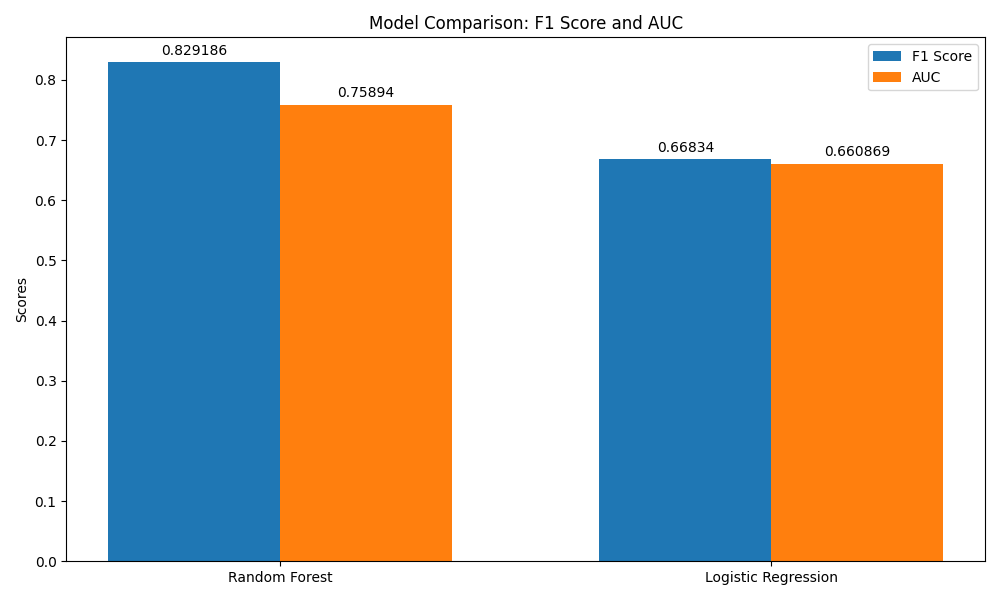 Model Comparison: F1 Score and AUC
F1 Score
AUC
0.829186
0.75894
0.66834
0.660869
Scores
0.8
0.7
0.6
0.5
0.4
0.3
0.2
0.1
0.0
Random Forest
Logistic Regression